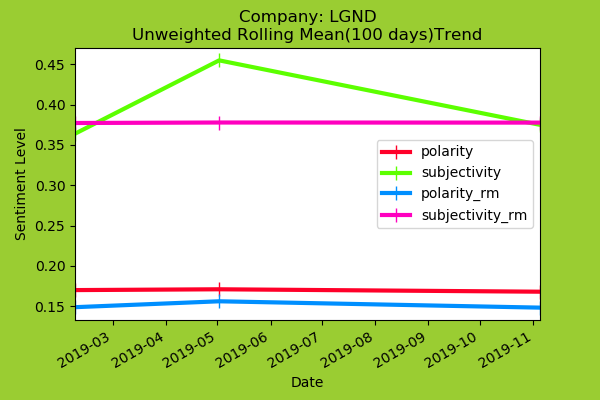 Company: LGND
Unweighted Rolling Mean(100 days)Trend
Sentiment Level
0.45
0.40
0.35
0.30
0.25
0.20
0.15
polarity
subjectivity
polarity_rm
subjectivity_rm
2019-03
2019-04
2019-05
2019-06
2019-07
2019-08
2019-09
2019-10
2019-11
Date